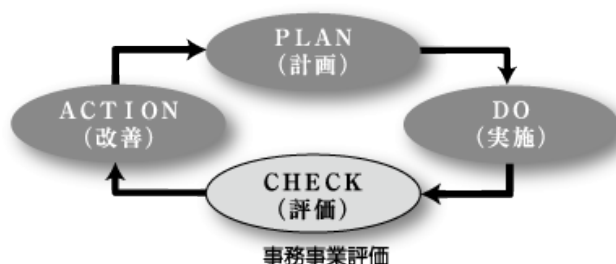 PLAN
(計画)
DO
(実施)
CHECK
(評価)
事務事業評価
ACTION
(改善)